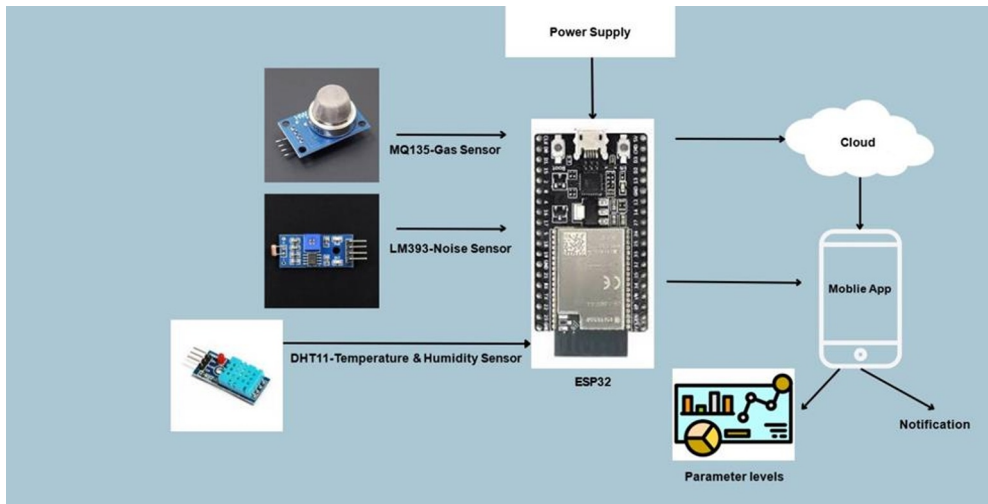 Power Supply
MQ135-Gas Sensor
Cloud
LM393-Noise Sensor
Moblie App
DHT11-Temperature & Humidity Sensor
ESP32
Notification
Parameter levels